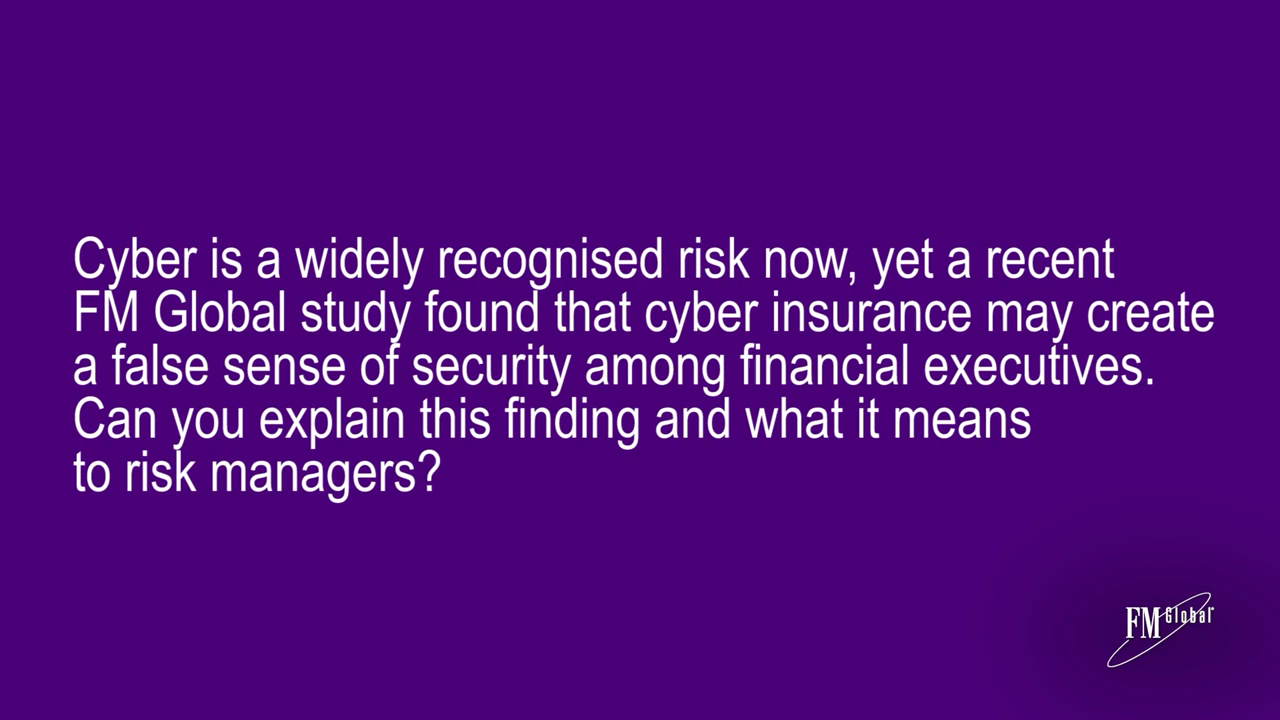 Cyber is a widely recognised risk now, yet a recent
FM Global study found that cyber insurance may create
a false sense of security among financial executives.
Can you explain this finding and what it means
to risk managers?
FM Global